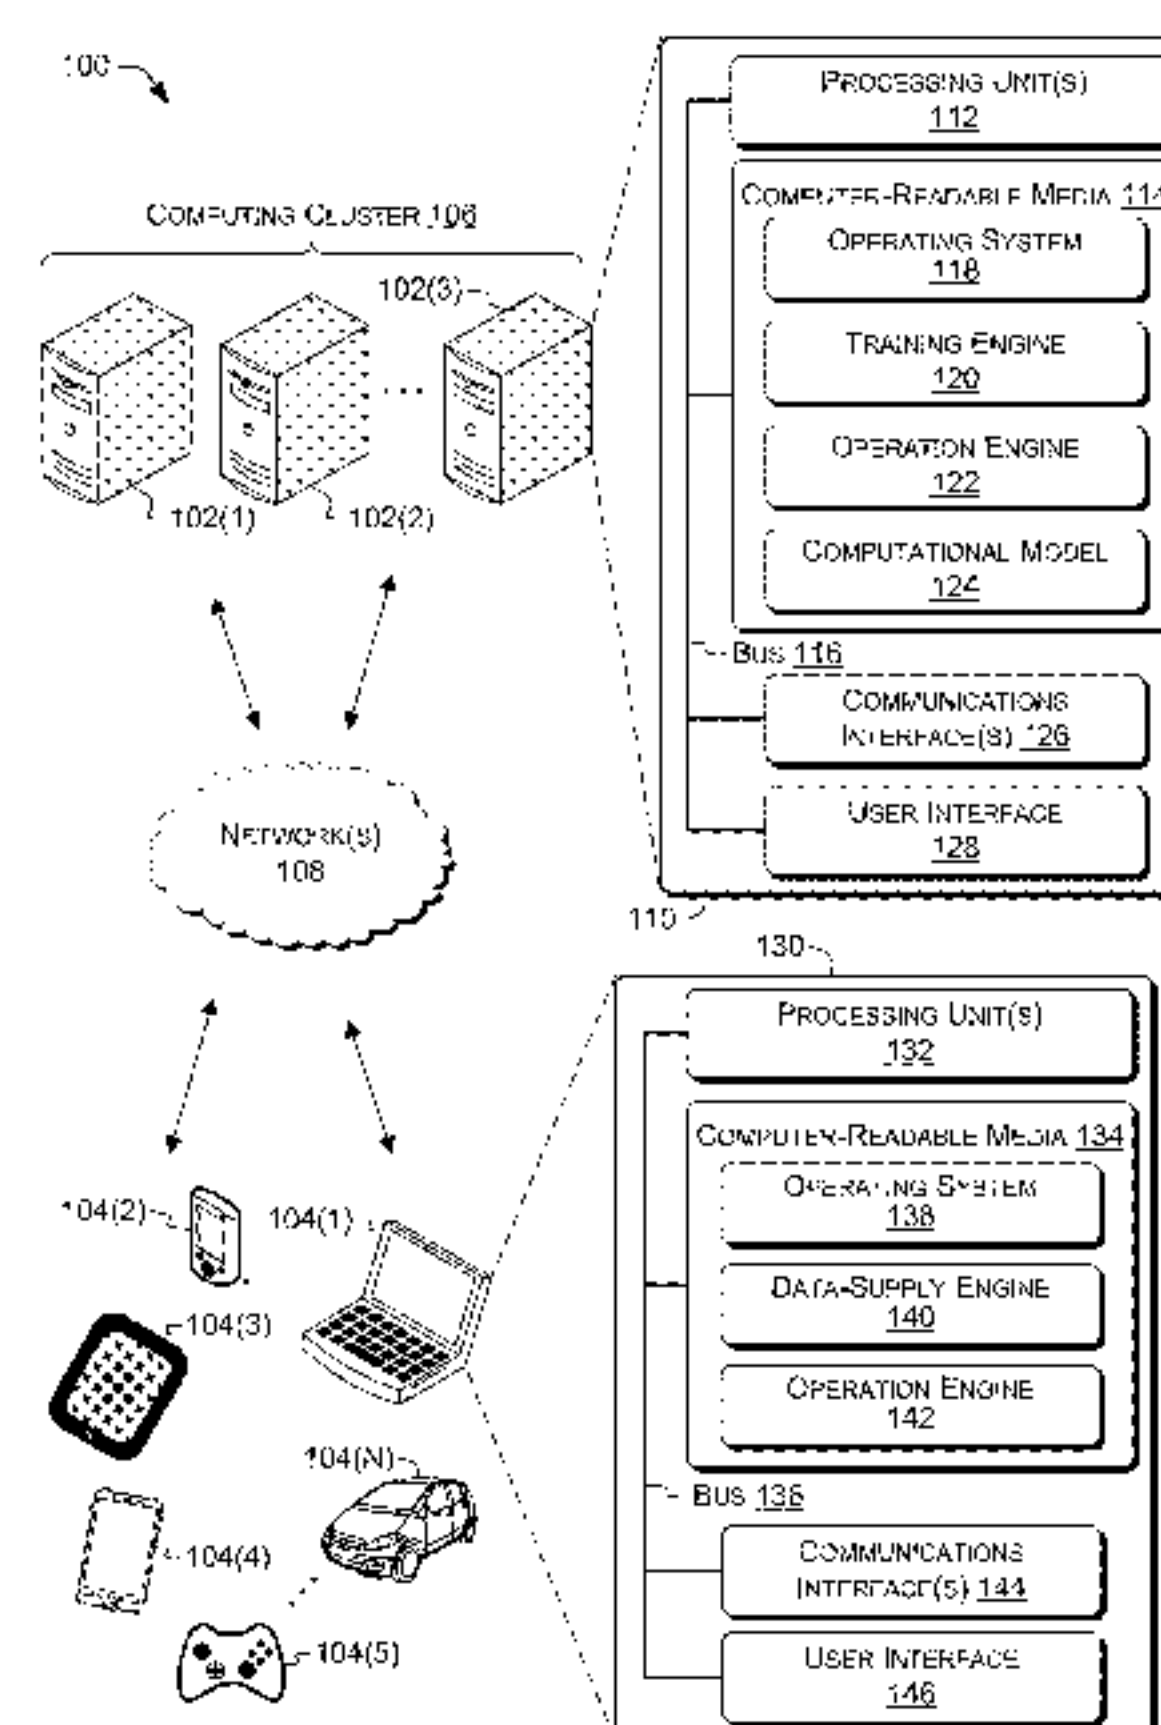 100
COMPUTING CLUSTER 106
102(3)
102(1)
102(2)
NETWORK(S)
108
104(2)
104(1)
104(3)
104(N)
104(4)
104(5)
PROCESSING UNIT(S)
112
COMPUTER-READABLE MEDIA 114
OPERATING SYSTEM
118
TRAINING ENGINE
120
OPERATION ENGINE
122
COMPUTATIONAL MODEL
124
BUS 116
COMMUNICATIONS
INTERFACE(S) 126
USER INTERFACE
128
110
130
PROCESSING UNIT(S)
132
COMPUTER-READABLE MEDIA 134
OPERATING SYSTEM
138
DATA-SUPPLY ENGINE
140
OPERATION ENGINE
142
BUS 136
COMMUNICATIONS
INTERFACE(S) 144
USER INTERFACE
146